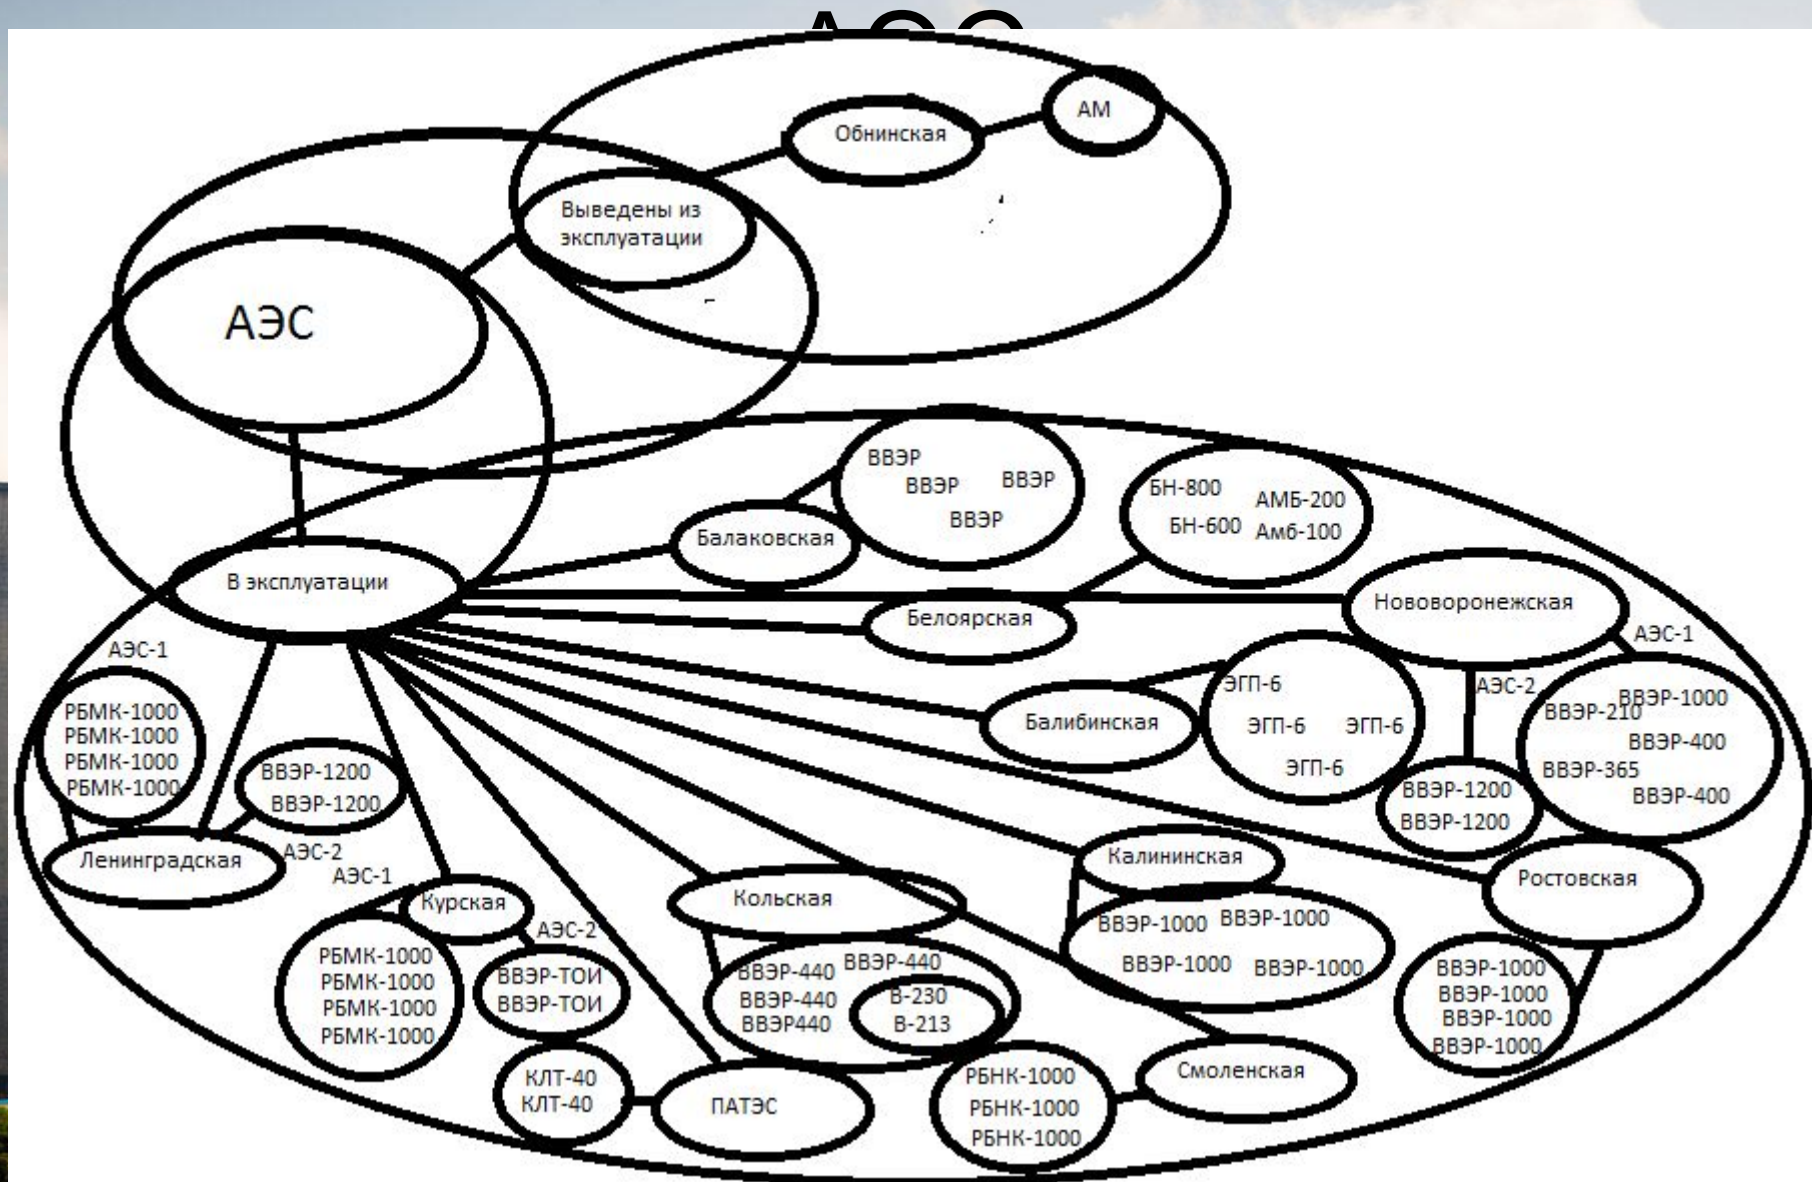 АЭС
АМ
Обнинская
Выведены из
эксплуатации
АЭС
ВВЭР
ВВЭР
ВВЭР
ВВЭР
БН-800
АМБ-200
БН-600
Амб-100
Балаковская
В эксплуатации
Белоярская
Нововоронежская
АЭС-1
АЭС-1
РБМК-1000
РБМК-1000
РБМК-1000
РБМК-1000
ВВЭР-1200
ВВЭР-1200
Ленинградская
АЭС-2
Балибинская
ЭГП-6
ЭГП-6
ЭГП-6
ЭГП-6
АЭС-2
ВВЭР-1200
ВВЭР-1200
ВВЭР-1000
ВВЭР-210
ВВЭР-400
ВВЭР-365
ВВЭР-400
АЭС-1
Курская
АЭС-2
РБМК-1000
РБМК-1000
РБМК-1000
РБМК-1000
ВВЭР-ТОИ
ВВЭР-ТОИ
Кольская
ВВЭР-440
ВВЭР-440
ВВЭР-440
ВВЭР440
В-230
В-213
Калининская
ВВЭР-1000
ВВЭР-1000
ВВЭР-1000
ВВЭР-1000
Ростовская
ВВЭР-1000
ВВЭР-1000
ВВЭР-1000
ВВЭР-1000
КЛТ-40
КЛТ-40
ПАТЭС
РБНК-1000
РБНК-1000
РБНК-1000
Смоленская